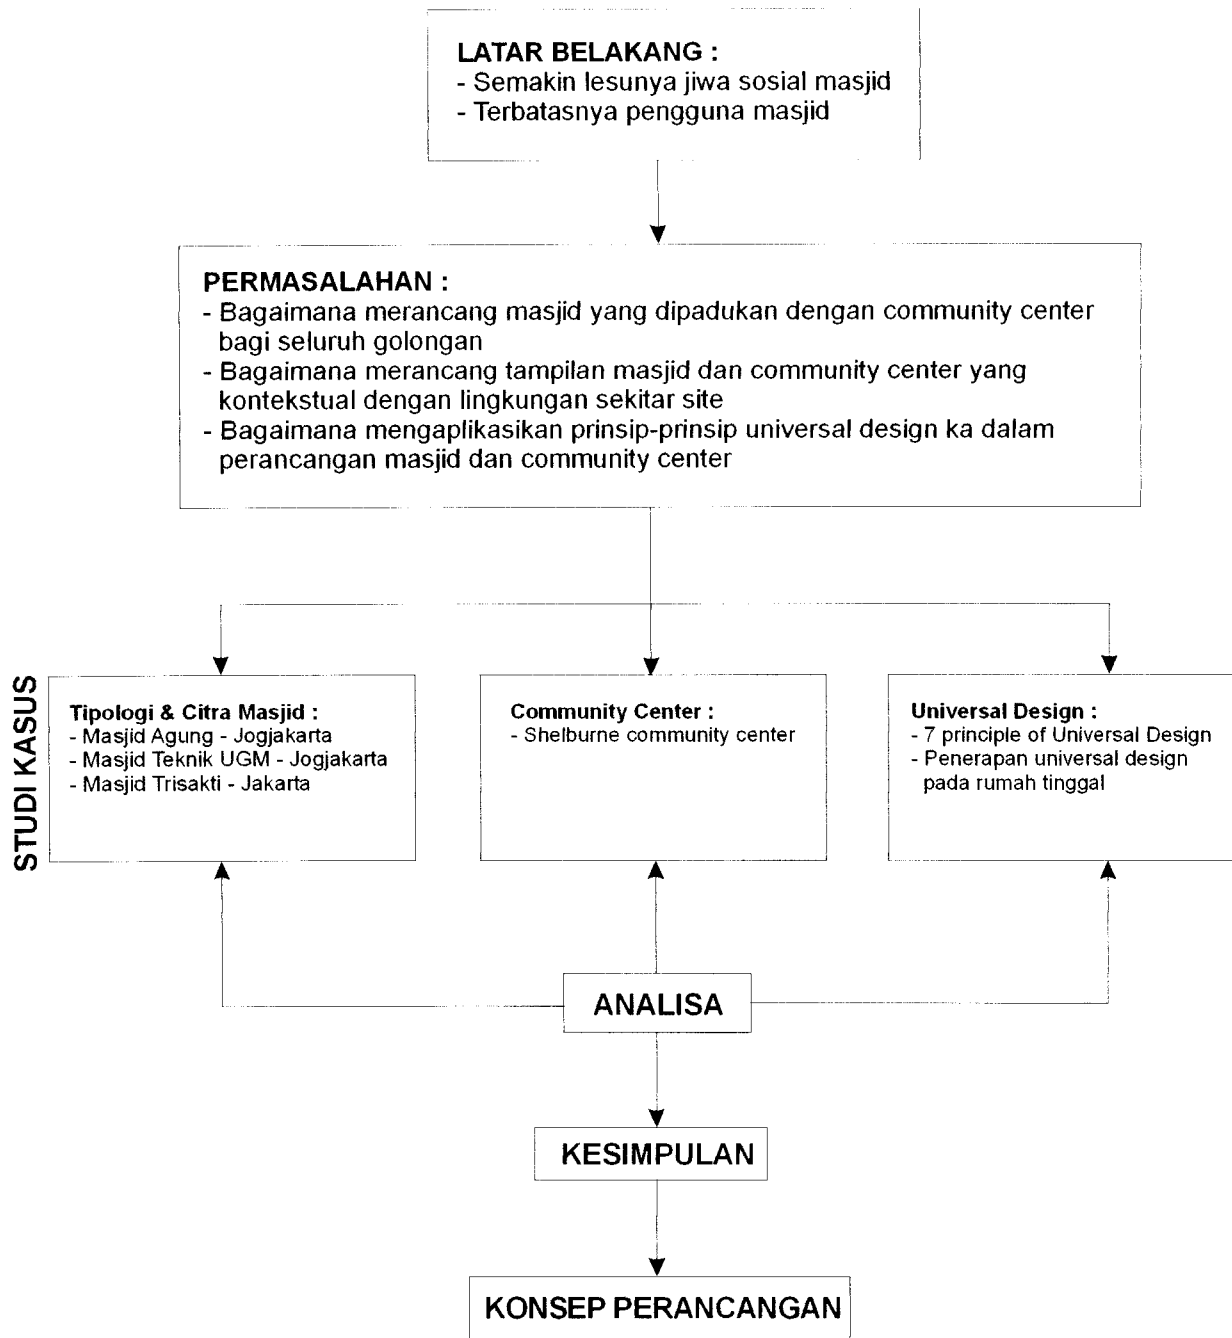 LATAR BELAKANG :
- Semakin lesunya jiwa sosial masjid
- Terbatasnya pengguna masjid
PERMASALAHAN :
- Bagaimana merancang masjid yang dipadukan dengan community center
bagi seluruh golongan
- Bagaimana merancang tampilan masjid dan community center yang
kontekstual dengan lingkungan sekitar site
- Bagaimana mengaplikasikan prinsip-prinsip universal design ka dalam
perancangan masjid dan community center
STUDI KASUS
Tipologi & Citra Masjid :
- Masjid Agung - Jogjakarta
- Masjid Teknik UGM - Jogjakarta
- Masjid Trisakti - Jakarta
Community Center :
- Shelburne community center
Universal Design :
- 7 principle of Universal Design
- Penerapan universal design
pada rumah tinggal
ANALISA
KESIMPULAN
KONSEP PERANCANGAN